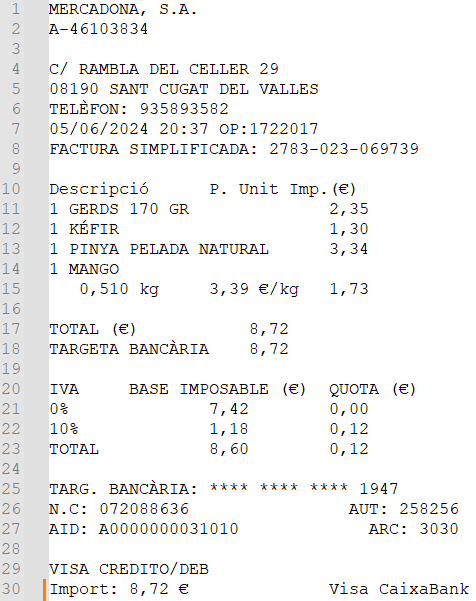 1 MERCADONA, S.A.
2 A-46103834
3
4 C/ RAMBLA DEL CELLER 29
5 08190 SANT CUGAT DEL VALLES
6 TELÈFON: 935893582
7 05/06/2024 20:37 OP:1722017
8 FACTURA SIMPLIFICADA: 2783-023-069739
9
10 Descripció P. Unit Imp.(€)
11 1 GERDS 170 GR 2,35
12 1 KÉFIR 1,30
13 1 PINYA PELADA NATURAL 3,34
14 1 MANGO
15 0,510 kg 3,39 €/kg 1,73
16
17 TOTAL (€) 8,72
18 TARGETA BANCÀRIA 8,72
19
20 IVA BASE IMPOSABLE (€) QUOTA (€)
21 0% 7,42 0,00
22 10% 1,18 0,12
23 TOTAL 8,60 0,12
24
25 TARG. BANCÀRIA: **** **** **** 1947
26 N.C: 072088636 AUT: 258256
27 AID: A0000000031010 ARC: 3030
28
29 VISA CREDITO/DEB
30 Import: 8,72 € Visa CaixaBank